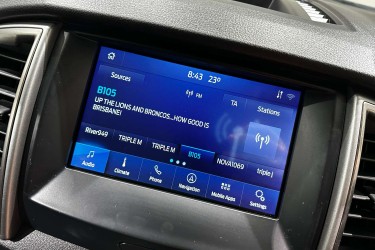 8:43 23°
Sources
FM
TA
Stations
B105
UP THE LIONS AND BRONCOS...HOW GOOD IS
BRISBANE!
River949 TRIPLE M TRIPLE M B105 NOVA1069 triple j
Audio Climate Phone Navigation Mobile Apps Settings